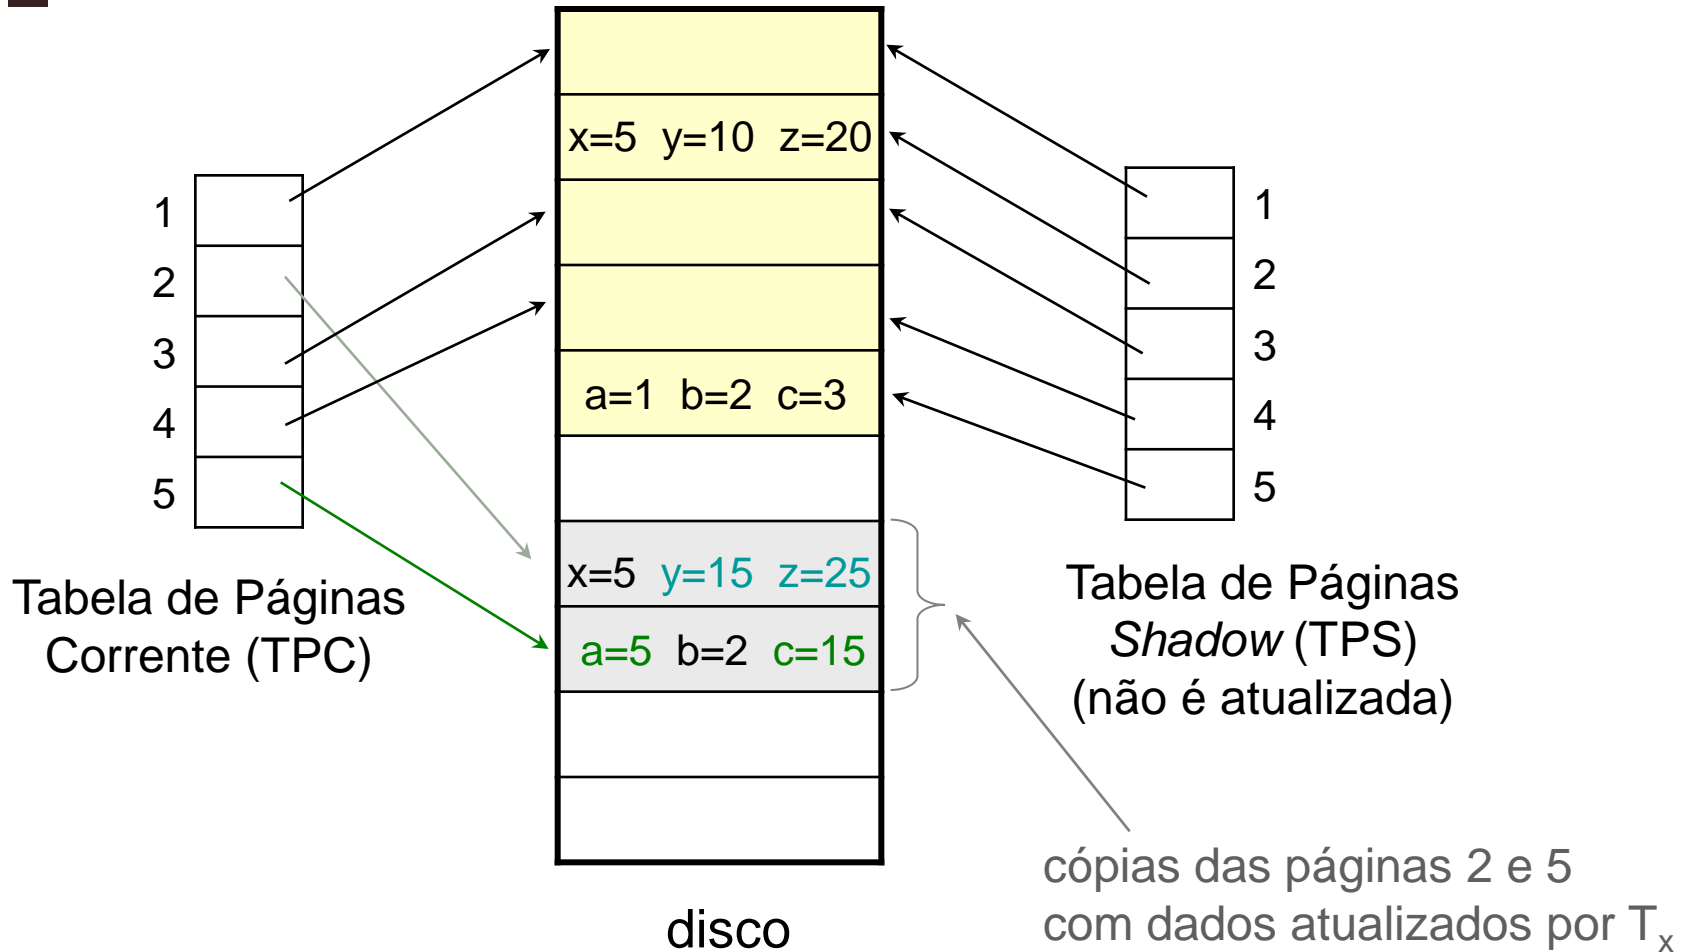 x=5 y=10 z=20
a=1 b=2 c=3
x=5 y=15 z=25
a=5 b=2 c=15
disco
1
2
3
4
5
Tabela de Páginas
Corrente (TPC)
1
2
3
4
5
Tabela de Páginas
Shadow (TPS)
(não é atualizada)
cópias das páginas 2 e 5
com dados atualizados por Tx